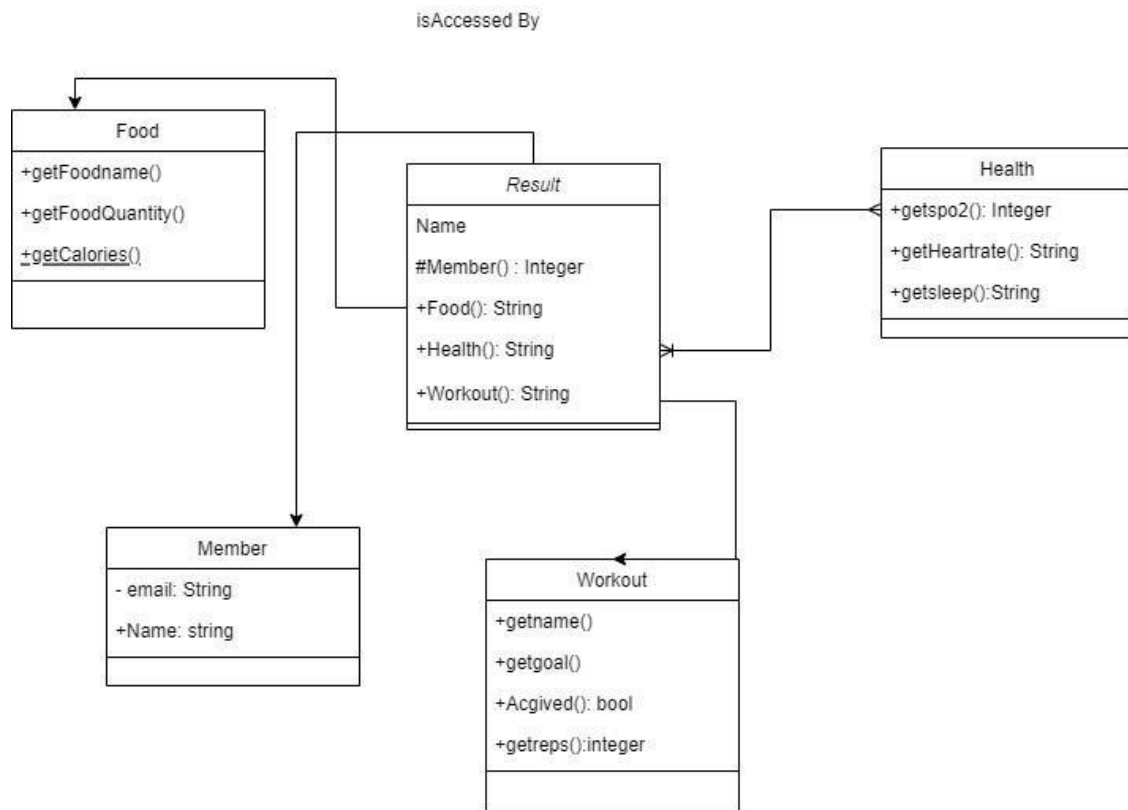 isAccessed By
Food
+getFoodname()
+getFoodQuantity()
+getCalories()
Result
Name
#Member() : Integer
+Food(): String
+Health(): String
+Workout(): String
Health
+getspo2(): Integer
+getHeartrate(): String
+getsleep():String
Member
- email: String
+Name: string
Workout
+getname()
+getgoal()
+Acgived(): bool
+getreps():integer